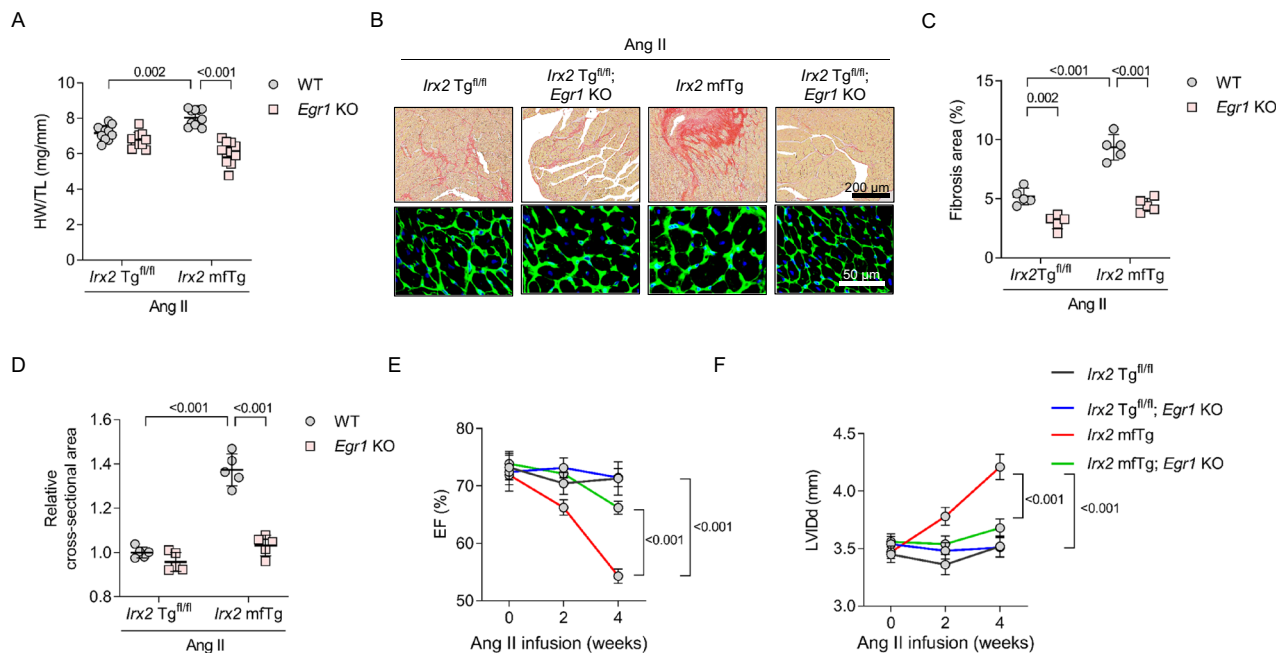 A
HW/TL (mg/mm)
10
8
6
4
2
0
0.002
<0.001
WT
Egr1 KO
Irx2 Tgfl/fl
Irx2 mfTg
Ang II
B
Ang II
Irx2 Tgfl/fl
Irx2 Tgfl/fl;
Egr1 KO
Irx2 mfTg
Irx2 Tgfl/fl;
Egr1 KO
200 μm
50 μm
C
Fibrosis area (%)
15
10
5
0
<0.001
<0.001
0.002
WT
Egr1 KO
Irx2Tgfl/fl
Irx2 mfTg
Ang II
D
Relative
cross-sectional area
1.6
1.4
1.2
1.0
0.8
<0.001
<0.001
WT
Egr1 KO
Irx2 Tgfl/fl
Irx2 mfTg
Ang II
E
EF (%)
80
70
60
50
0
2
4
Ang II infusion (weeks)
<0.001
<0.001
F
LVIDd (mm)
4.5
4.0
3.5
3.0
0
2
4
Ang II infusion (weeks)
<0.001
<0.001
Irx2 Tgfl/fl
Irx2 Tgfl/fl; Egr1 KO
Irx2 mfTg
Irx2 mfTg; Egr1 KO